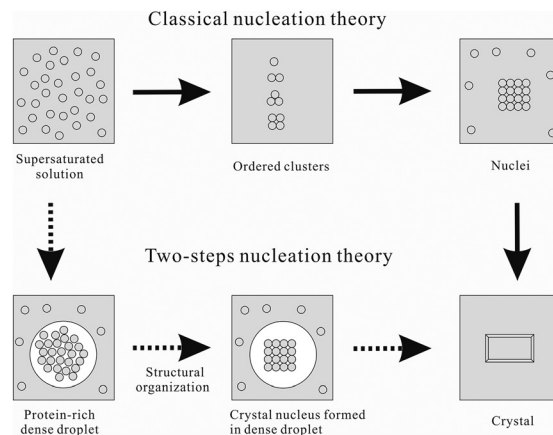 Classical nucleation theory
Supersaturated
solution
Ordered clusters
Nuclei
Two-steps nucleation theory
Structural
organization
Protein-rich
dense droplet
Crystal nucleus formed
in dense droplet
Crystal